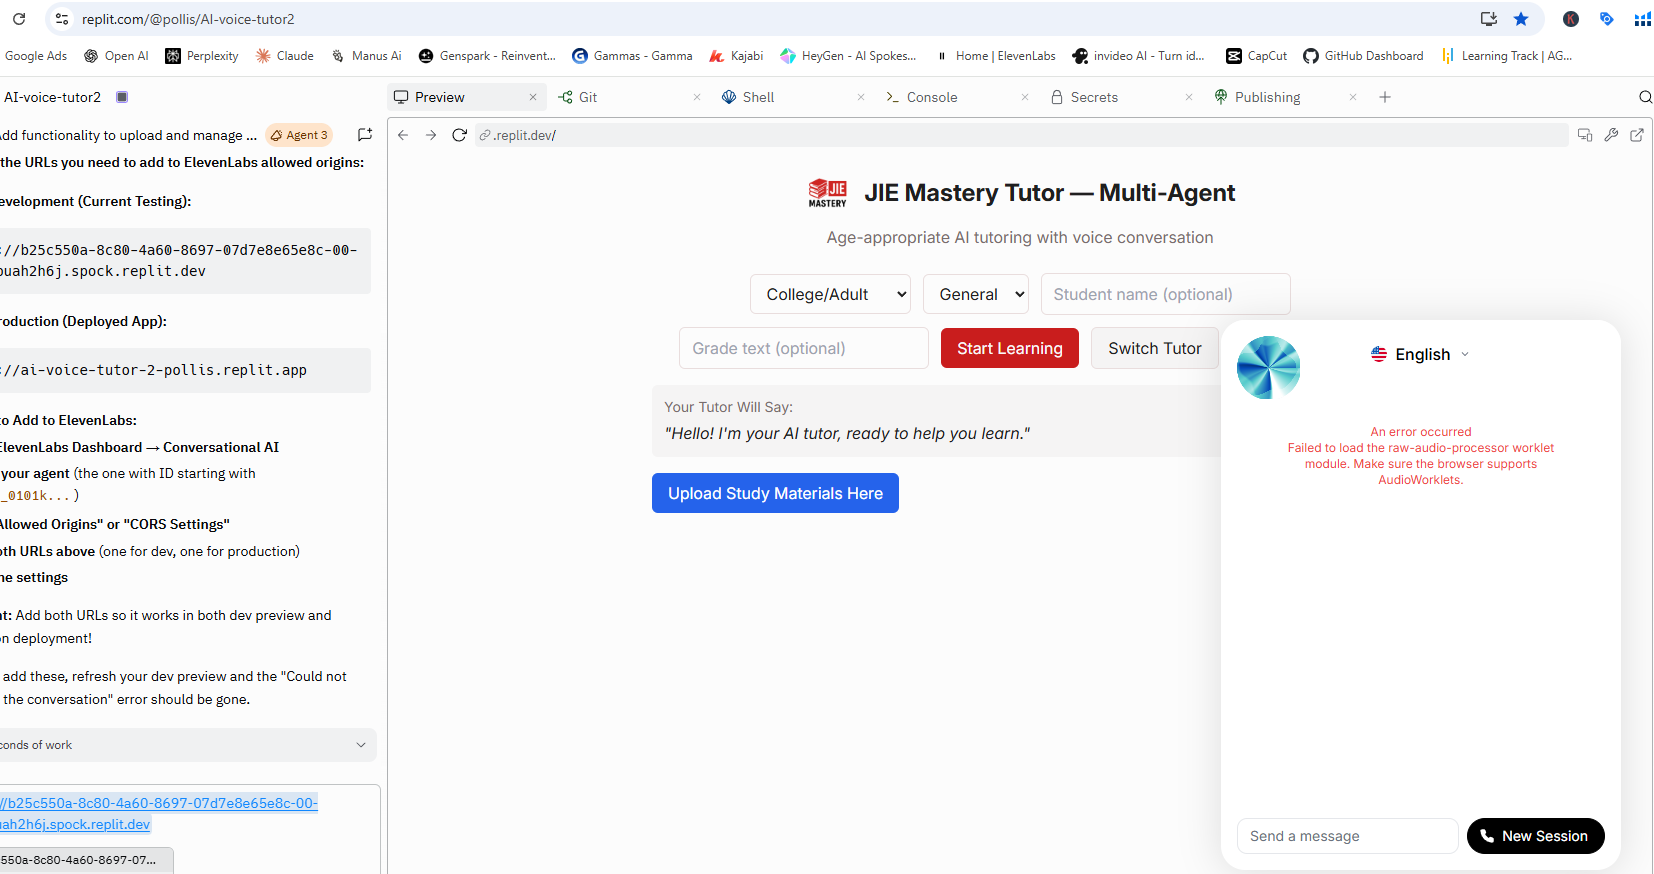 replit.com/@pollis/AI-voice-tutor2
Google Ads Open AI Perplexity Claude Manus Ai Genspark - Reinvent... Gammas - Gamma Kajabi HeyGen - AI Spokes... Home | ElevenLabs invideo AI - Turn id... CapCut GitHub Dashboard Learning Track | AG...
AI-voice-tutor2
Preview Git Shell Console Secrets Publishing
dd functionality to upload and manage ... Agent 3
the URLs you need to add to ElevenLabs allowed origins:
evelopment (Current Testing):
://b25c550a-8c80-4a60-8697-07d7e8e65e8c-00-
uah2h6j.spock.replit.dev
roduction (Deployed App):
://ai-voice-tutor-2-pollis.replit.app
to Add to ElevenLabs:
ElevenLabs Dashboard → Conversational AI
your agent (the one with ID starting with
_0101k...)
Allowed Origins" or "CORS Settings"
oth URLs above (one for dev, one for production)
he settings
nt: Add both URLs so it works in both dev preview and
on deployment!
add these, refresh your dev preview and the "Could not
the conversation" error should be gone.
conds of work
//b25c550a-8c80-4a60-8697-07d7e8e65e8c-00-
uah2h6j.spock.replit.dev
550a-8c80-4a60-8697-07...
.replit.dev/
JIE
MASTERY
JIE Mastery Tutor — Multi-Agent
Age-appropriate AI tutoring with voice conversation
College/Adult General Student name (optional)
Grade text (optional) Start Learning Switch Tutor
Your Tutor Will Say:
"Hello! I'm your AI tutor, ready to help you learn."
Upload Study Materials Here
English
An error occurred
Failed to load the raw-audio-processor worklet
module. Make sure the browser supports
AudioWorklets.
Send a message New Session